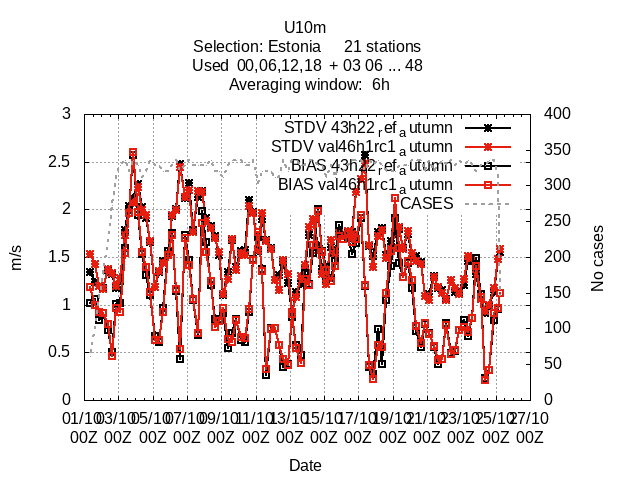 U10m
Selection: Estonia 21 stations
Used 00,06,12,18 + 03 06 ... 48
Averaging window: 6h
3 400
STDV 43h22refautumn
STDV val46h1rc1autumn 350
2.5 BIAS 43h22refautumn 300
BIAS val46h1rc1autumn
2 CASES 250
m/s 1.5 200 No cases
1 150
100
0.5 50
0 0
01/10 03/10 05/10 07/10 09/10 11/10 13/10 15/10 17/10 19/10 21/10 23/10 25/10 27/10
00Z 00Z 00Z 00Z 00Z 00Z 00Z 00Z 00Z 00Z 00Z 00Z 00Z 00Z
Date